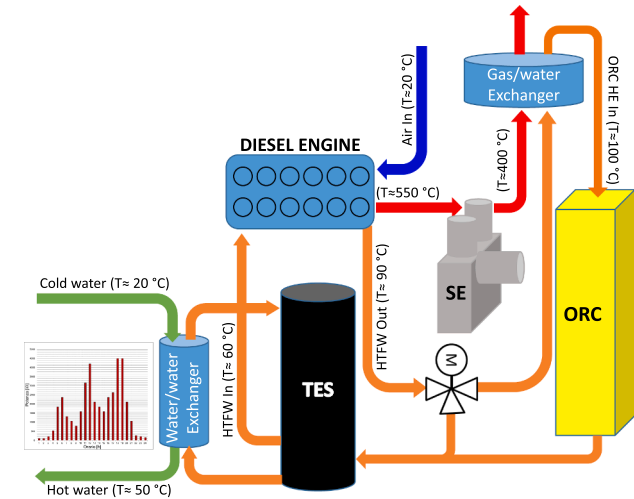 Gas/water
Exchanger
ORC HE In (T≈100 °C)
Air In (T≈20 °C)
DIESEL ENGINE
(T≈550 °C)
(T≈400 °C)
SE
ORC
HTFW Out (T≈ 90 °C)
M
Cold water (T≈ 20 °C)
Water/water
Exchanger
HTFW In (T≈ 60 °C)
TES
Hot water (T≈ 50 °C)